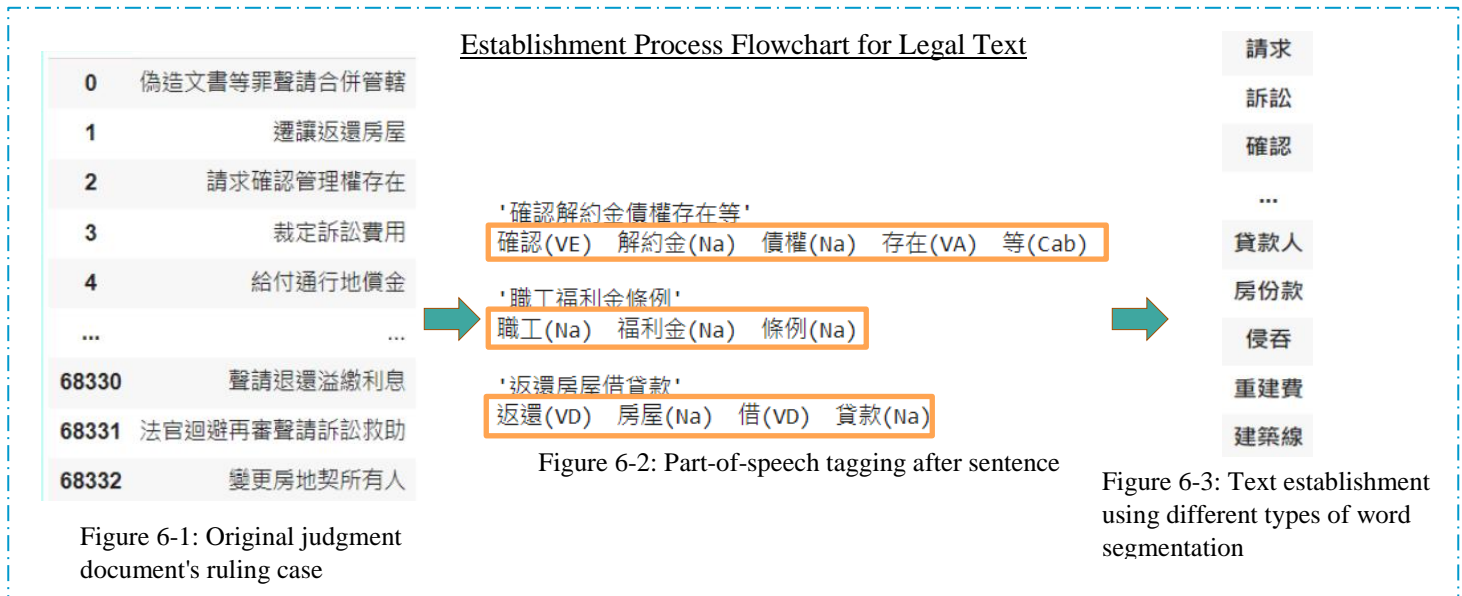 Establishment Process Flowchart for Legal Text
0 偽造文書等罪聲請合併管轄
1 遷讓返還房屋
2 請求確認管理權存在
3 裁定訴訟費用
4 給付通行地償金
... ...
68330 聲請退還溢繳利息
68331 法官迴避再審聲請訴訟救助
68332 變更房地契所有人
Figure 6-1: Original judgment
document's ruling case
'確認解約金債權存在等'
確認(VE) 解約金(Na) 債權(Na) 存在(VA) 等(Cab)
'職工福利金條例'
職工(Na) 福利金(Na) 條例(Na)
'返還房屋借貸款'
返還(VD) 房屋(Na) 借(VD) 貸款(Na)
Figure 6-2: Part-of-speech tagging after sentence
請求
訴訟
確認
...
貸款人
房份款
侵吞
重建費
建築線
Figure 6-3: Text establishment
using different types of word
segmentation